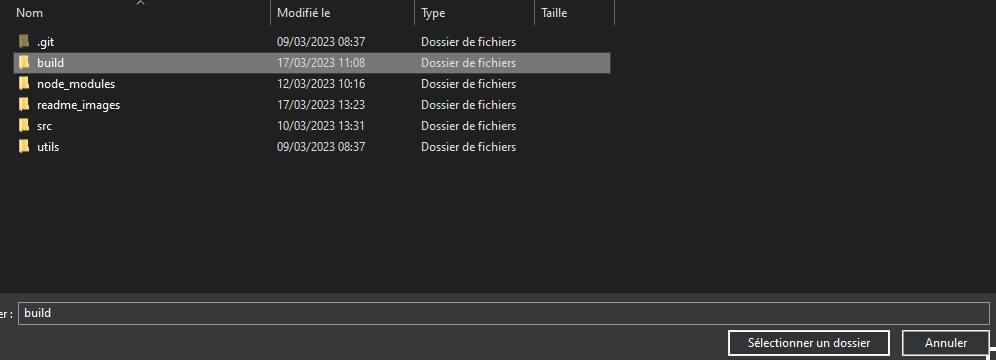 Nom Modifié le Type Taille
.git 09/03/2023 08:37 Dossier de fichiers
build 17/03/2023 11:08 Dossier de fichiers
node_modules 12/03/2023 10:16 Dossier de fichiers
readme_images 17/03/2023 13:23 Dossier de fichiers
src 10/03/2023 13:31 Dossier de fichiers
utils 09/03/2023 08:37 Dossier de fichiers
er : build
Sélectionner un dossier Annuler